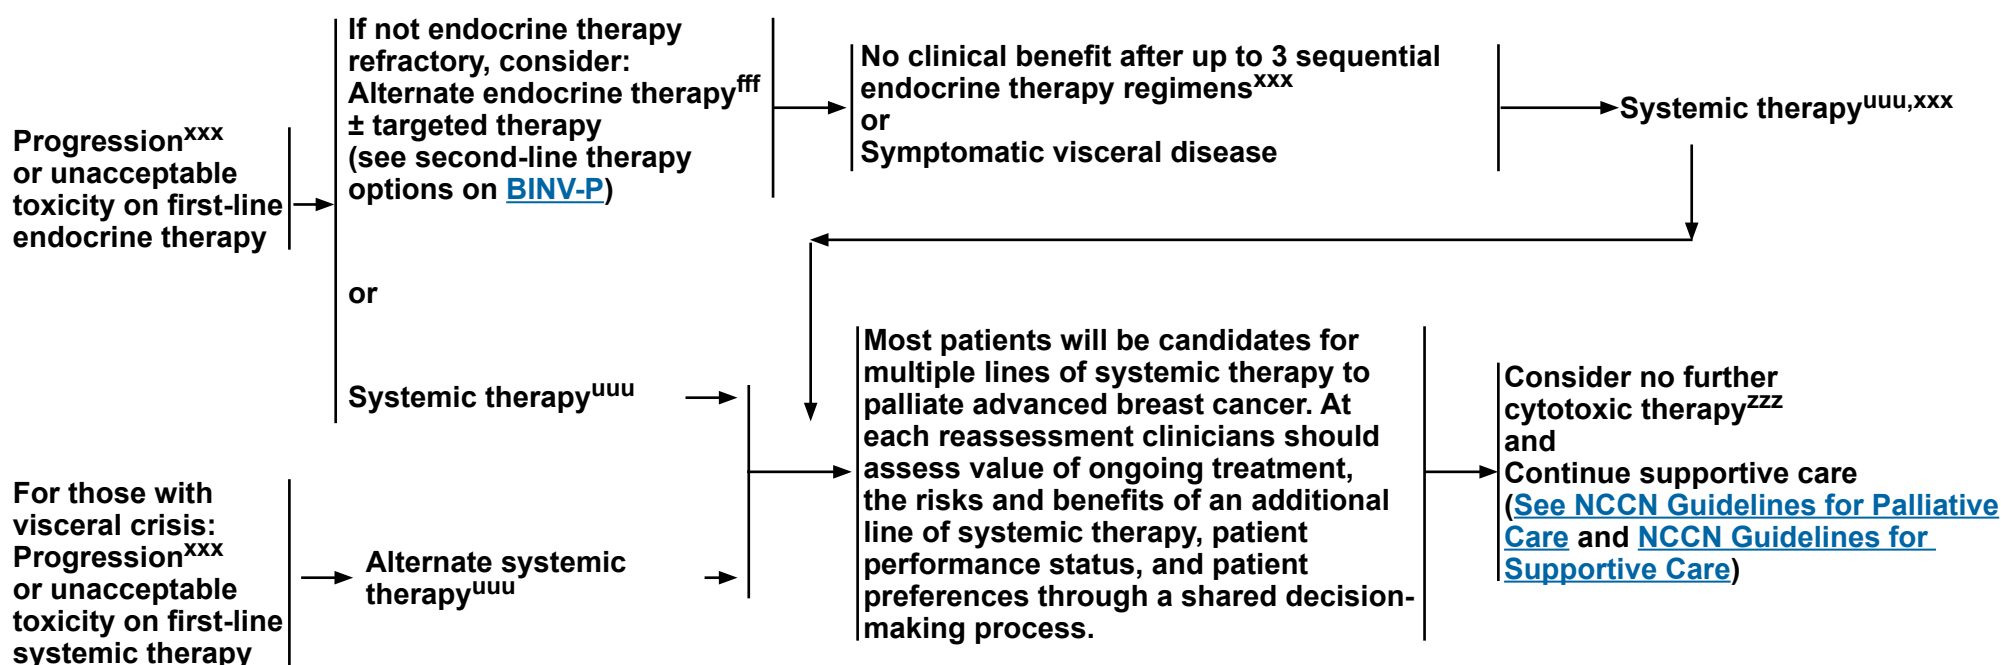 Progressionxxx
or unacceptable
toxicity on first-line
endocrine therapy
If not endocrine therapy
refractory, consider:
Alternate endocrine therapyfff
± targeted therapy
(see second-line therapy
options on BINV-P)
or
Systemic therapyuuu
No clinical benefit after up to 3 sequential
endocrine therapy regimensxxx
or
Symptomatic visceral disease
Systemic therapyuuu,xxx
For those with
visceral crisis:
Progressionxxx
or unacceptable
toxicity on first-line
systemic therapy
Alternate systemic
therapyuuu
Most patients will be candidates for
multiple lines of systemic therapy to
palliate advanced breast cancer. At
each reassessment clinicians should
assess value of ongoing treatment,
the risks and benefits of an additional
line of systemic therapy, patient
performance status, and patient
preferences through a shared decision-
making process.
Consider no further
cytotoxic therapyzzz
and
Continue supportive care
(See NCCN Guidelines for Palliative
Care and NCCN Guidelines for
Supportive Care)